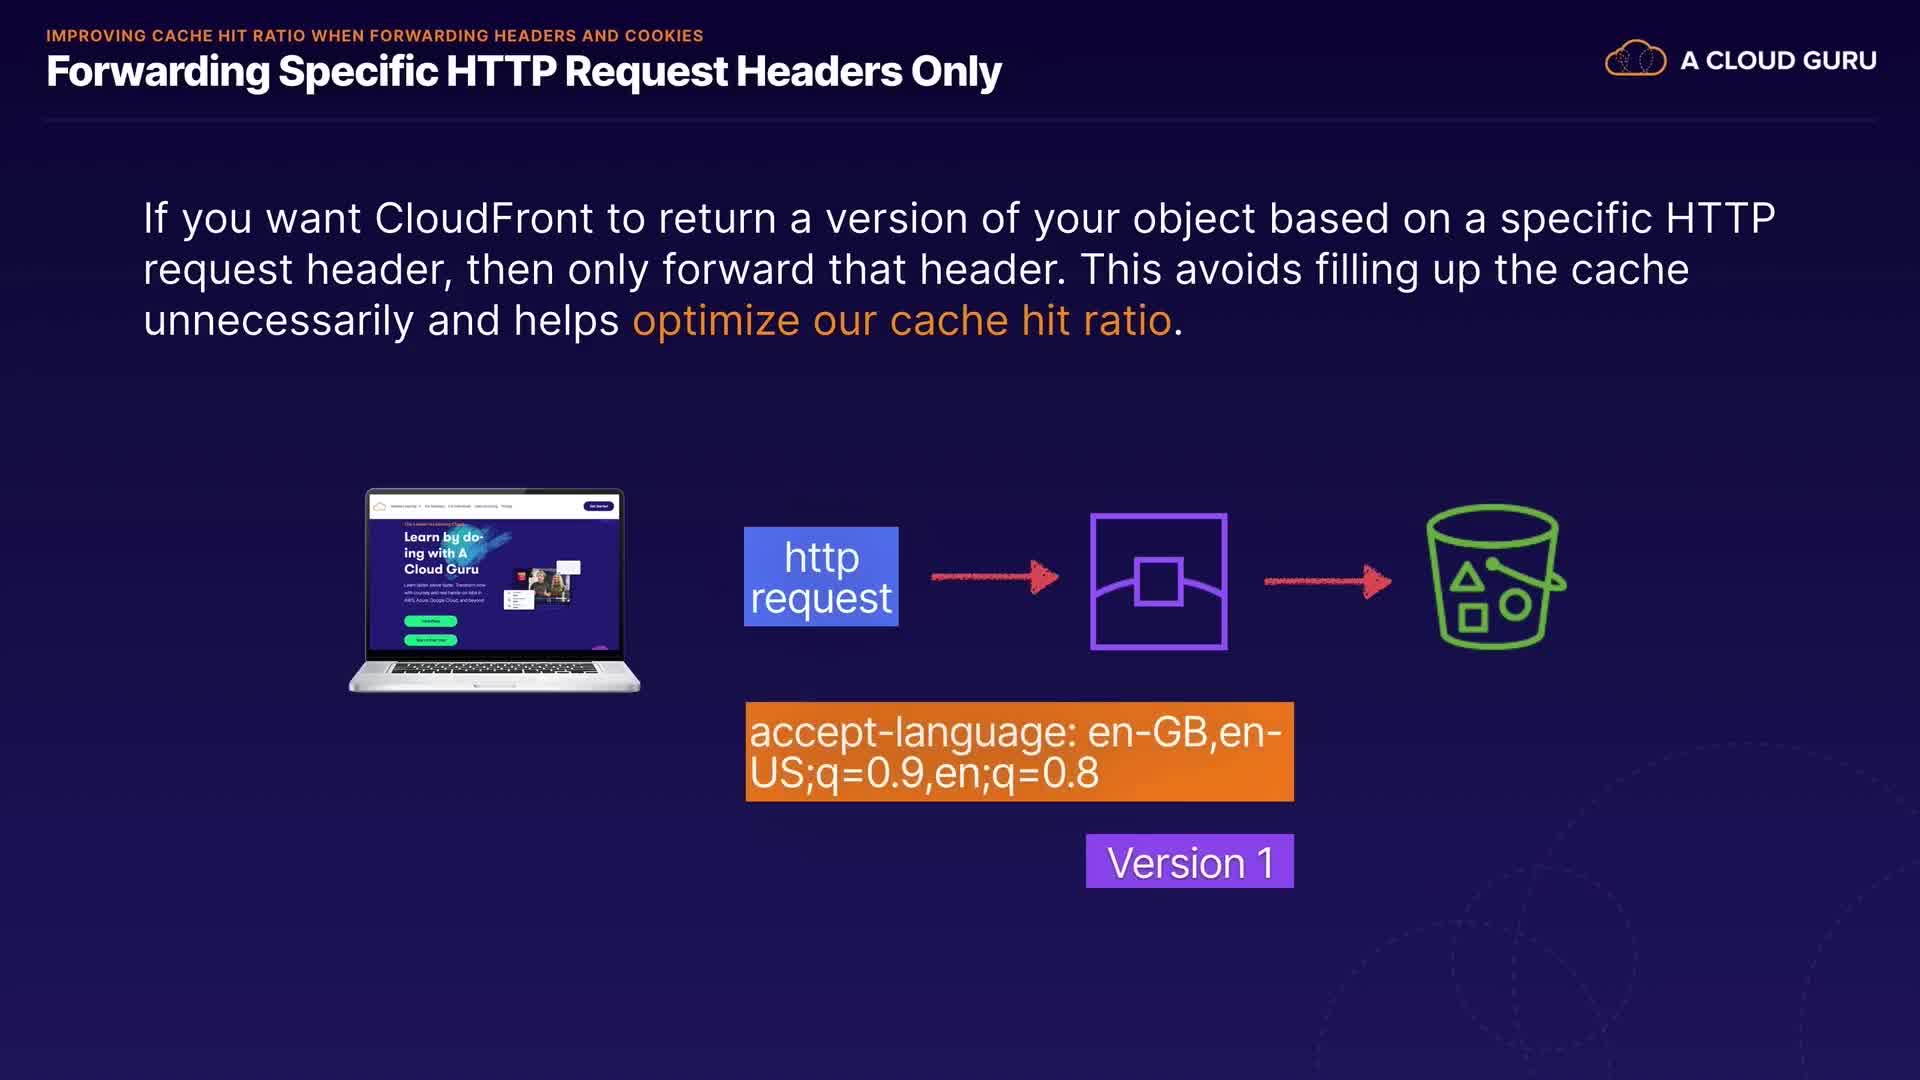 IMPROVING CACHE HIT RATIO WHEN FORWARDING HEADERS AND COOKIES
Forwarding Specific HTTP Request Headers Only
A CLOUD GURU
If you want CloudFront to return a version of your object based on a specific HTTP
request header, then only forward that header. This avoids filling up the cache
unnecessarily and helps optimize our cache hit ratio.
Learn by do-
ing with A
Cloud Guru
http
request
accept-language: en-GB,en-
US;q=0.9,en;q=0.8
Version 1